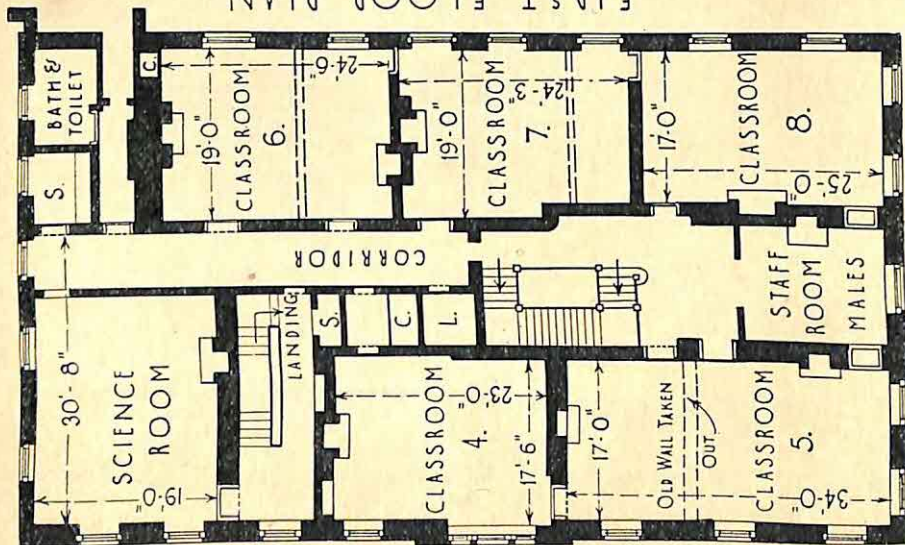 FIRST FLOOR PLAN
BATH &
TOILET
S.
C.
24'-6"
19'-0"
CLASSROOM
6.
24'-3"
19'-0"
CLASSROOM
7.
17'-0"
CLASSROOM
8.
25'-0"
CORRIDOR
30'-8"
SCIENCE
ROOM
19'-0"
LANDING
S.
C.
L.
STAFF
ROOM
MALES
CLASSROOM
4.
23'-0"
17'-6"
17'-0"
OLD WALL TAKEN
OUT
CLASSROOM
5.
34'-0"